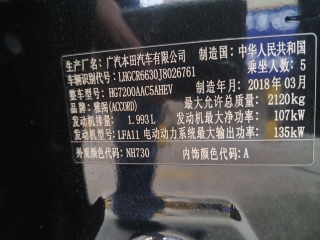 生产厂名：广汽本田汽车有限公司 制造国：中华人民共和国
车辆识别代号：LHGCR6630J8026761 乘坐人数：5
整车型号：HG7200AAC5AHEV 制造年月：2018年03月
品牌：雅阁(ACCORD) 最大允许总质量：2120kg
发动机排量：1.993L 发动机最大净功率：107kW
发动机型号：LFA11 电动动力系统最大输出功率：135kW
外观颜色代码：NH730 内饰颜色代码：A